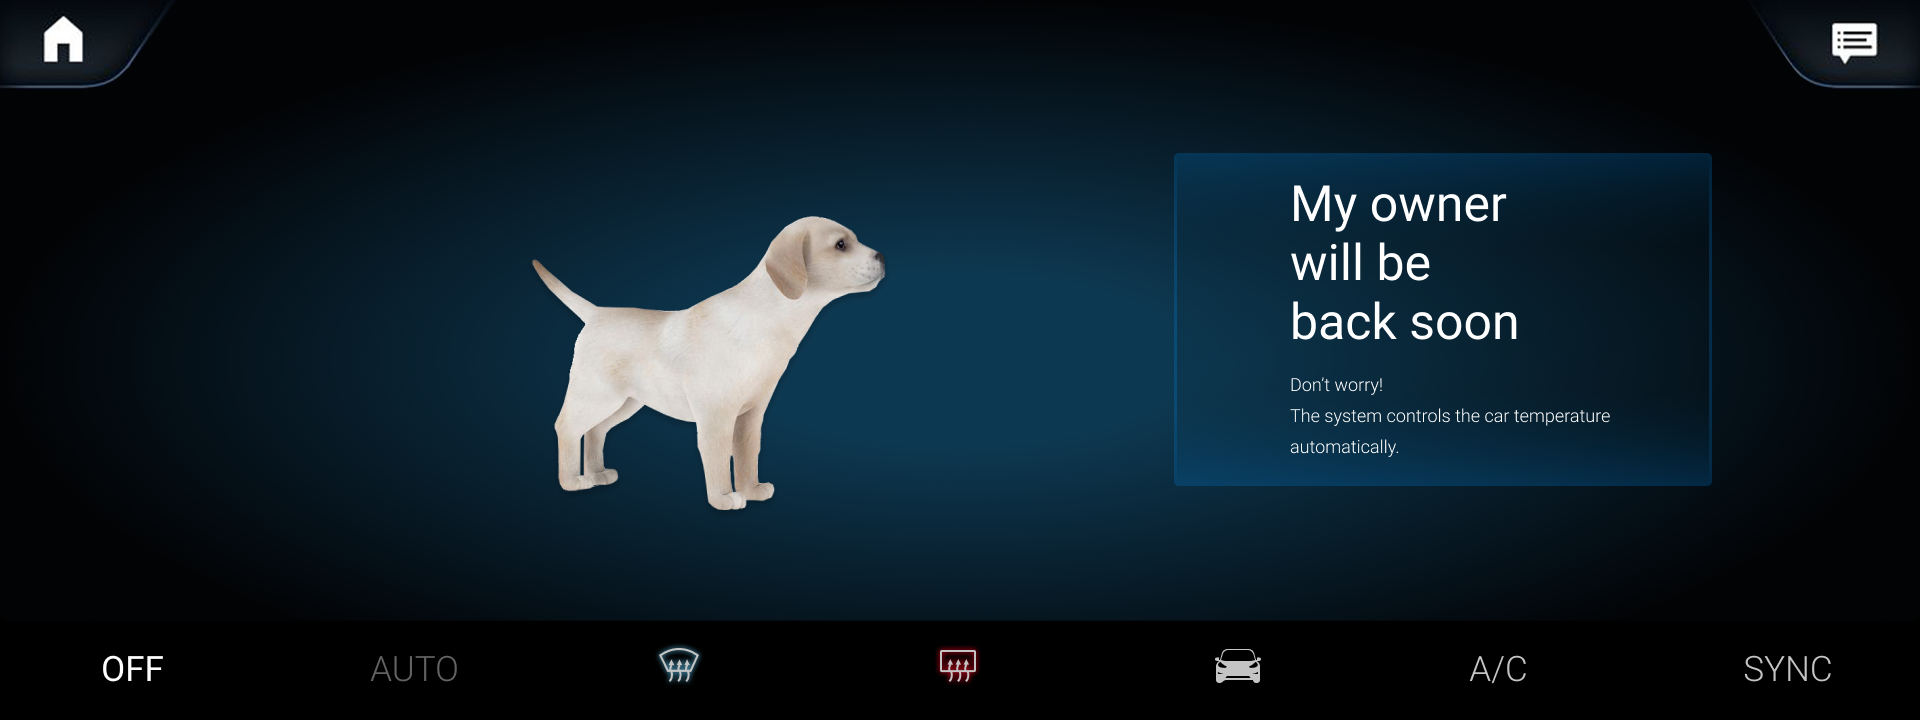 My owner
will be
back soon
Don't worry!
The system controls the car temperature
automatically.
OFF
AUTO
A/C
SYNC